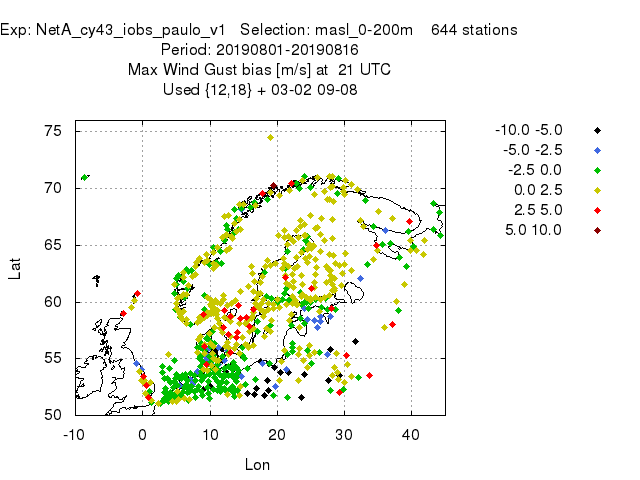 Exp: NetA_cy43_iobs_paulo_v1 Selection: masl_0-200m 644 stations
Period: 20190801-20190816
Max Wind Gust bias [m/s] at 21 UTC
Used {12,18} + 03-02 09-08
-10.0 -5.0
-5.0 -2.5
-2.5 0.0
0.0 2.5
2.5 5.0
5.0 10.0
75
70
65
60
55
50
Lat
-10 0 10 20 30 40
Lon